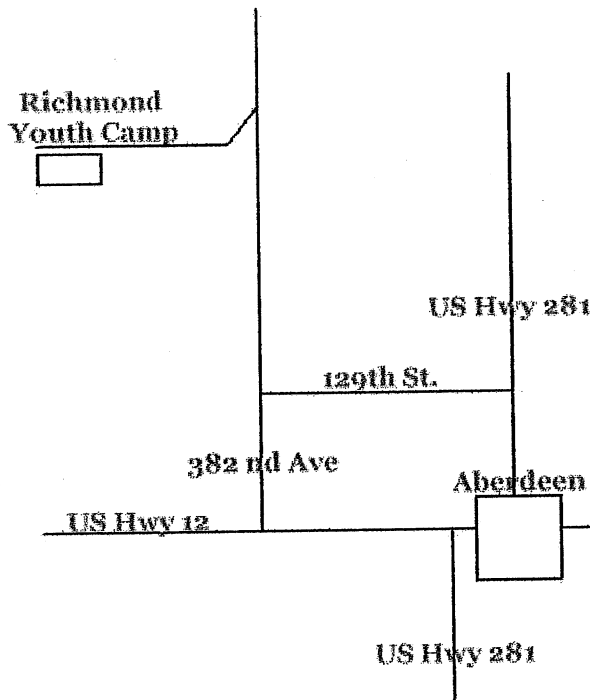 Richmond
Youth Camp
US Hwy 281
129th St.
382 nd Ave
Aberdeen
US Hwy 12
US Hwy 281